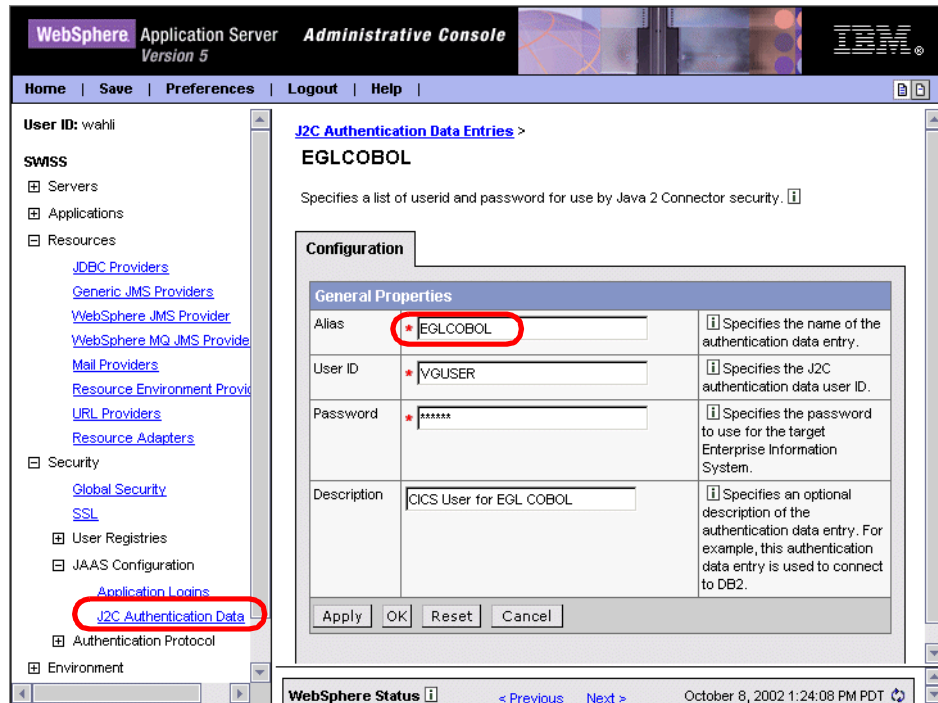 WebSphere. Application Server Administrative Console
Version 5
IBM®
Home | Save | Preferences | Logout | Help |
User ID: wahli
SWISS
Servers
Applications
Resources
JDBC Providers
Generic JMS Providers
WebSphere JMS Provider
WebSphere MQ JMS Provide
Mail Providers
Resource Environment Provid
URL Providers
Resource Adapters
Security
Global Security
SSL
User Registries
JAAS Configuration
Application Logins
J2C Authentication Data
Authentication Protocol
Environment
J2C Authentication Data Entries >
EGLCOBOL
Specifies a list of userid and password for use by Java 2 Connector security. i
Configuration
General Properties
Alias
* EGLCOBOL
i Specifies the name of the
authentication data entry.
User ID
* VGUSER
i Specifies the J2C
authentication data user ID.
Password
* ******
i Specifies the password
to use for the target
Enterprise Information
System.
Description
CICS User for EGL COBOL
i Specifies an optional
description of the
authentication data entry. For
example, this authentication
data entry is used to connect
to DB2.
Apply OK Reset Cancel
WebSphere Status i < Previous Next > October 8, 2002 1:24:08 PM PDT